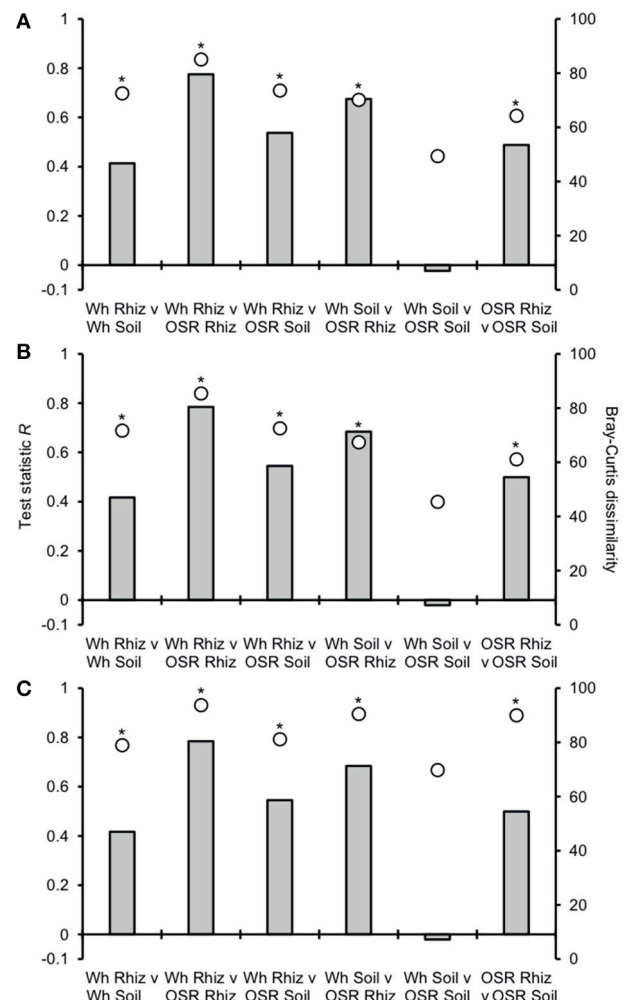 A
1
0.8
0.6
0.4
0.2
0
-0.1
100
80
60
40
20
0
* * * * *
Wh Rhiz v Wh Rhiz v Wh Rhiz v Wh Soil v Wh Soil v OSR Rhiz
Wh Soil OSR Rhiz OSR Soil OSR Rhiz OSR Soil v OSR Soil
B
1
0.8
0.6
0.4
0.2
0
-0.1
100
80
60
40
20
0
* * * * *
Test statistic R
Bray-Curtis dissimilarity
Wh Rhiz v Wh Rhiz v Wh Rhiz v Wh Soil v Wh Soil v OSR Rhiz
Wh Soil OSR Rhiz OSR Soil OSR Rhiz OSR Soil v OSR Soil
C
1
0.8
0.6
0.4
0.2
0
-0.1
100
80
60
40
20
0
* * * * *
Wh Rhiz v Wh Rhiz v Wh Rhiz v Wh Soil v Wh Soil v OSR Rhiz
Wh Soil OSR Rhiz OSR Soil OSR Rhiz OSR Soil v OSR Soil